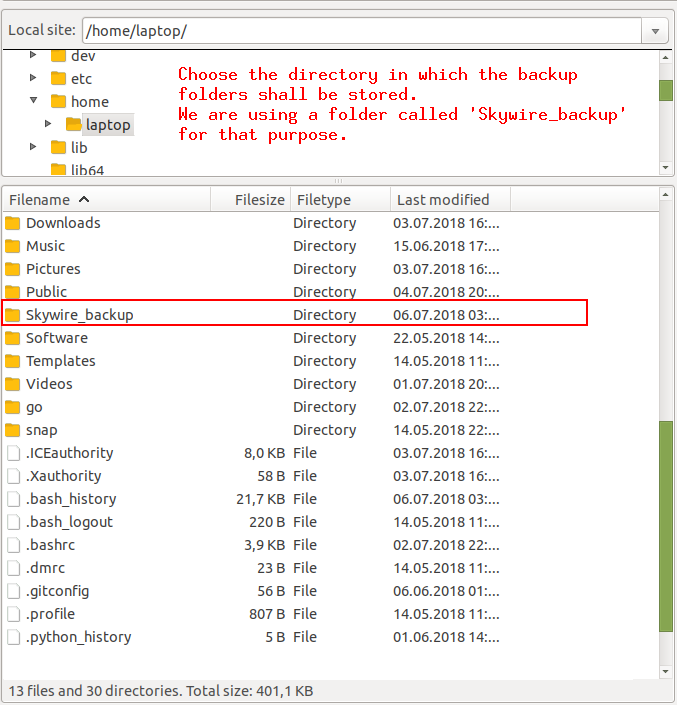 Local site: /home/laptop/
dev
etc
home
laptop
lib
lib64
Choose the directory in which the backup
folders shall be stored.
We are using a folder called 'Skywire_backup'
for that purpose.
Filename Filesize Filetype Last modified
Downloads Directory 03.07.2018 16:...
Music Directory 15.06.2018 17:...
Pictures Directory 03.07.2018 16:...
Public Directory 04.07.2018 20:...
Skywire_backup Directory 06.07.2018 03:...
Software Directory 22.05.2018 14:...
Templates Directory 14.05.2018 11:...
Videos Directory 01.07.2018 20:...
go Directory 02.07.2018 22:...
snap Directory 14.05.2018 22:...
.ICEauthority 8,0 KB File 03.07.2018 16:...
.Xauthority 58 B File 03.07.2018 16:...
.bash_history 21,7 KB File 06.07.2018 03:...
.bash_logout 220 B File 14.05.2018 11:...
.bashrc 3,9 KB File 02.07.2018 22:...
.dmrc 23 B File 14.05.2018 11:...
.gitconfig 56 B File 06.06.2018 01:...
.profile 807 B File 14.05.2018 11:...
.python_history 5 B File 01.06.2018 14:...
13 files and 30 directories. Total size: 401,1 KB